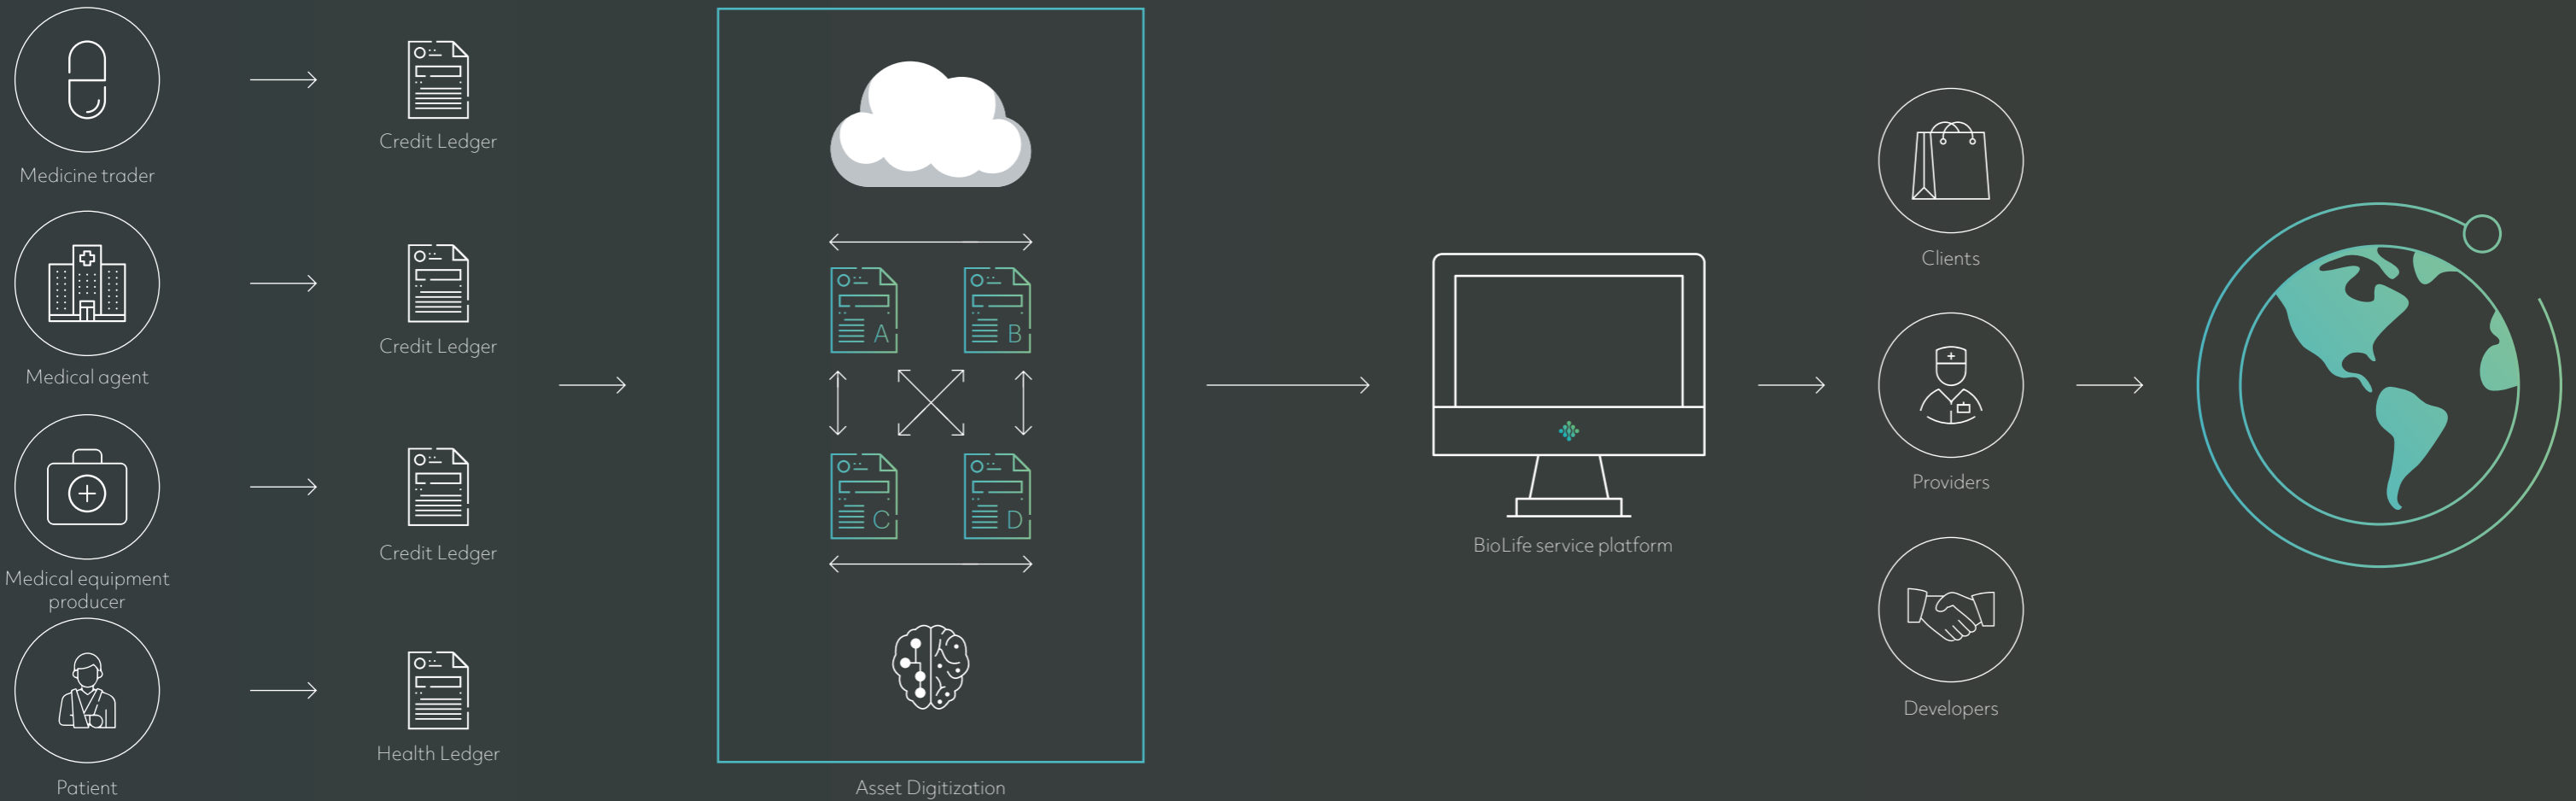 Medicine trader
Credit Ledger
Medical agent
Credit Ledger
Medical equipment
producer
Credit Ledger
Patient
Health Ledger
A
B
C
D
Asset Digitization
BioLife service platform
Clients
Providers
Developers